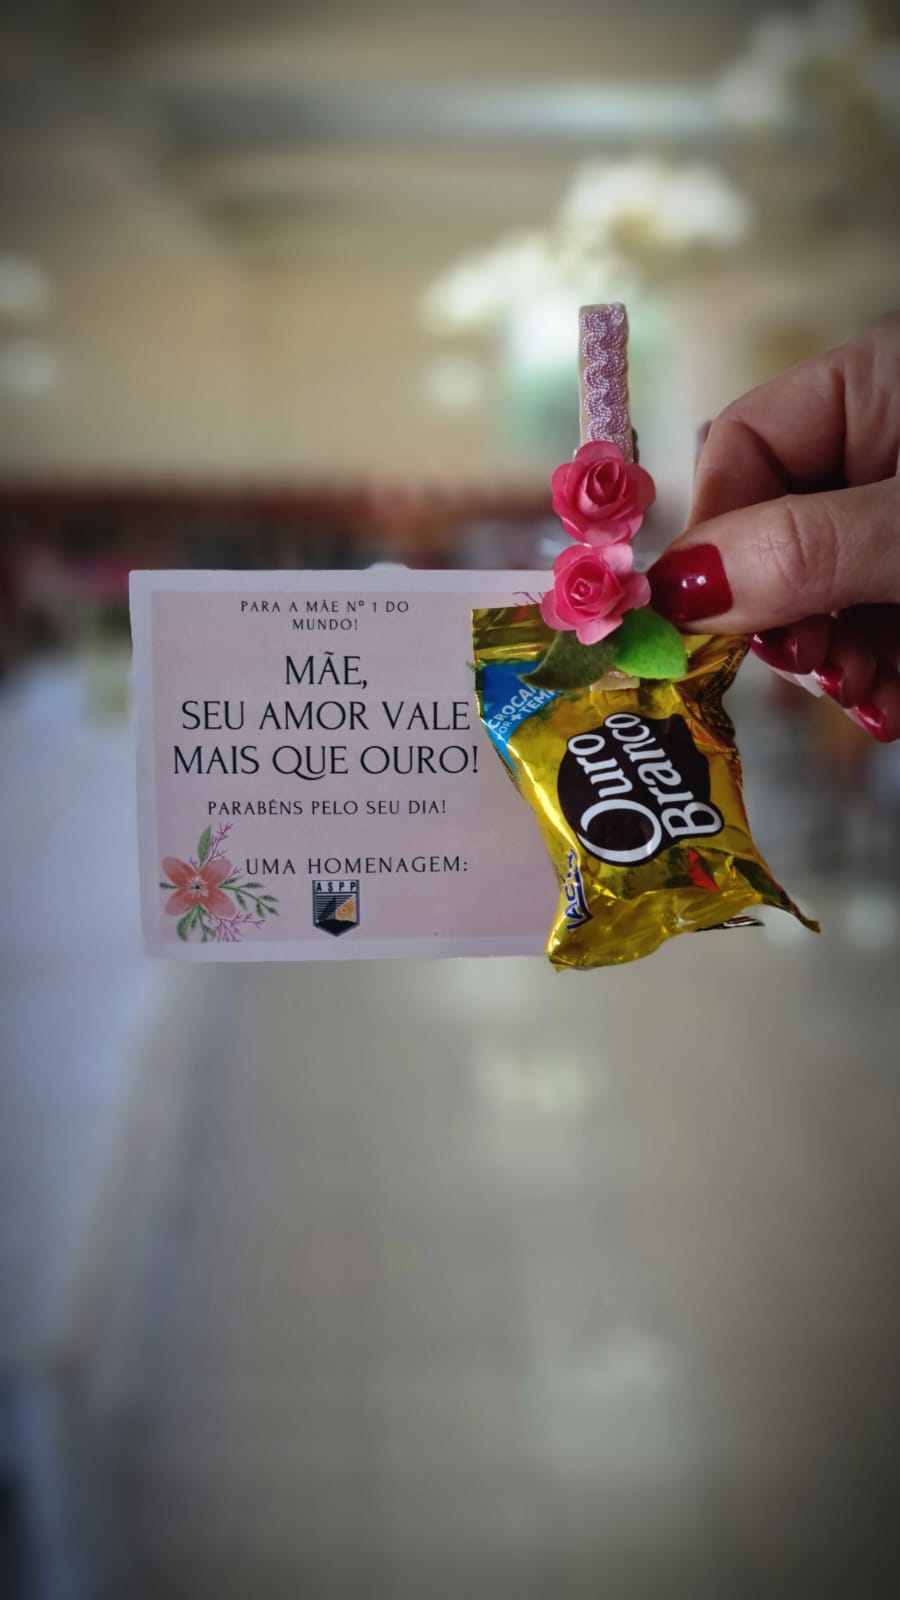 PARA A MÃE Nº 1 DO
MUNDO!
MÃE,
SEU AMOR VALE
MAIS QUE OURO!
PARABÉNS PELO SEU DIA!
UMA HOMENAGEM:
ASPP
Ouro
Branco